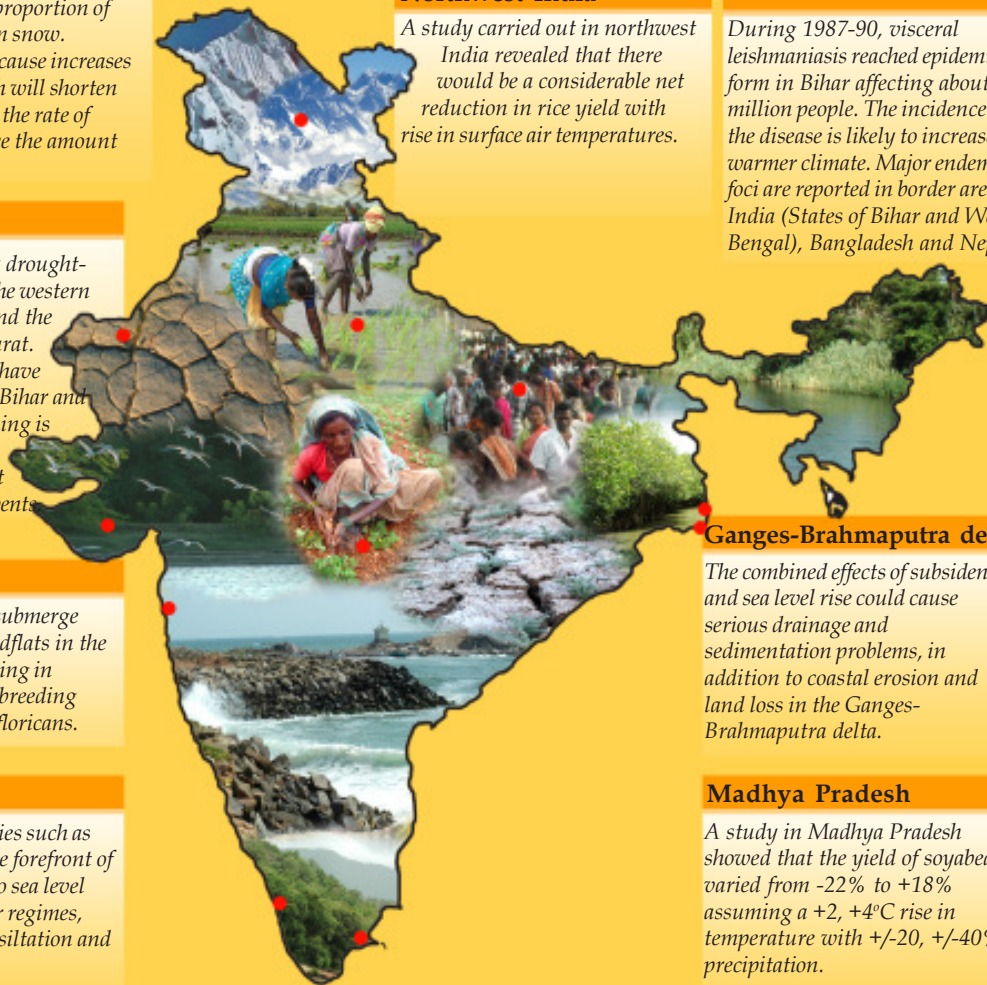 proportion of
n snow.
cause increases
n will shorten
the rate of
e the amount
drought-
he western
nd the
rat.
have
Bihar and
ing is
t
ents.
submerge
dflats in the
ing in
breeding
floricans.
ies such as
e forefront of
o sea level
r regimes,
siltation and
Northwest India
A study carried out in northwest
India revealed that there
would be a considerable net
reduction in rice yield with
rise in surface air temperatures.
During 1987-90, visceral
leishmaniasis reached epidemi
form in Bihar affecting about
million people. The incidence
the disease is likely to increase
warmer climate. Major endem
foci are reported in border are
India (States of Bihar and We
Bengal), Bangladesh and Nep
Ganges-Brahmaputra de
The combined effects of subsiden
and sea level rise could cause
serious drainage and
sedimentation problems, in
addition to coastal erosion and
land loss in the Ganges-
Brahmaputra delta.
Madhya Pradesh
A study in Madhya Pradesh
showed that the yield of soyabea
varied from -22% to +18%
assuming a +2, +4°C rise in
temperature with +/-20, +/-40%
precipitation.